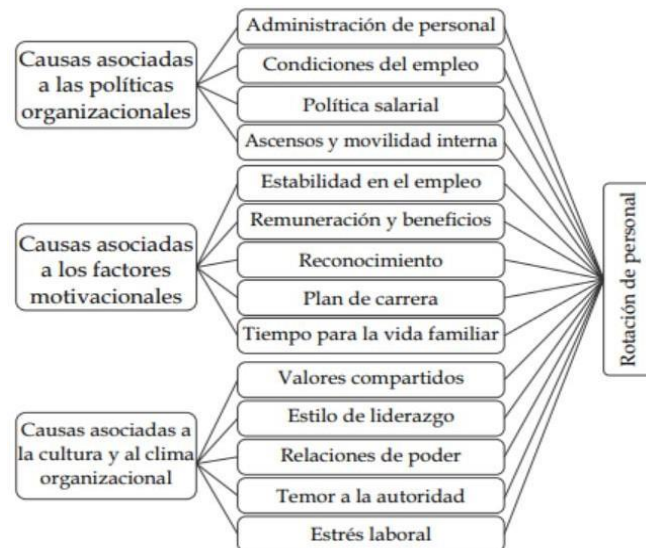 Causas asociadas
a las políticas
organizacionales
Administración de personal
Condiciones del empleo
Política salarial
Ascensos y movilidad interna
Causas asociadas
a los factores
motivacionales
Estabilidad en el empleo
Remuneración y beneficios
Reconocimiento
Plan de carrera
Tiempo para la vida familiar
Causas asociadas a
la cultura y al clima
organizacional
Valores compartidos
Estilo de liderazgo
Relaciones de poder
Temor a la autoridad
Estrés laboral
Rotación de personal